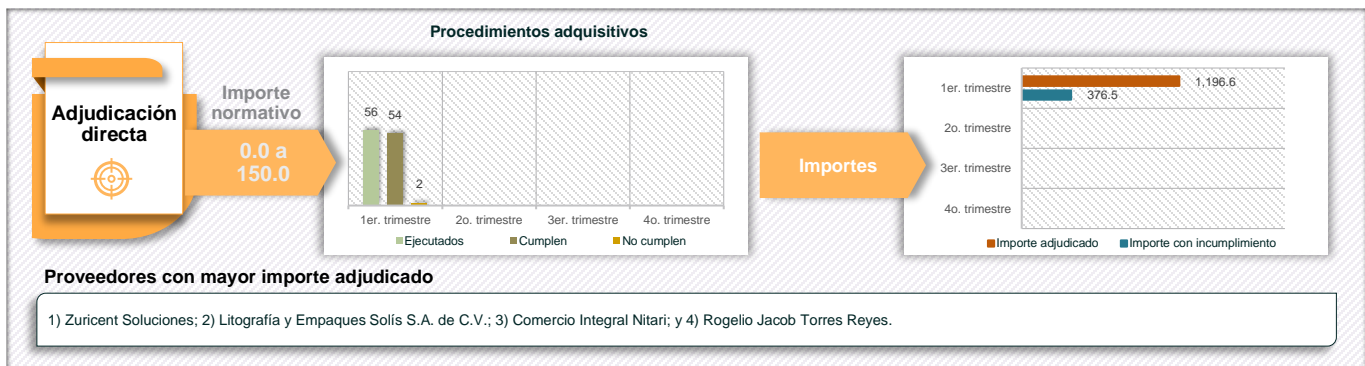 Procedimientos adquisitivos
Adjudicación
directa
Importe
normativo
0.0 a
150.0
56
54
2
1er. trimestre
2o. trimestre
3er. trimestre
4o. trimestre
Ejecutados
Cumplen
No cumplen
Importes
1er. trimestre
2o. trimestre
3er. trimestre
4o. trimestre
1,196.6
376.5
Importe adjudicado
Importe con incumplimiento
Proveedores con mayor importe adjudicado
1) Zuricent Soluciones; 2) Litografía y Empaques Solís S.A. de C.V.; 3) Comercio Integral Nitari; y 4) Rogelio Jacob Torres Reyes.